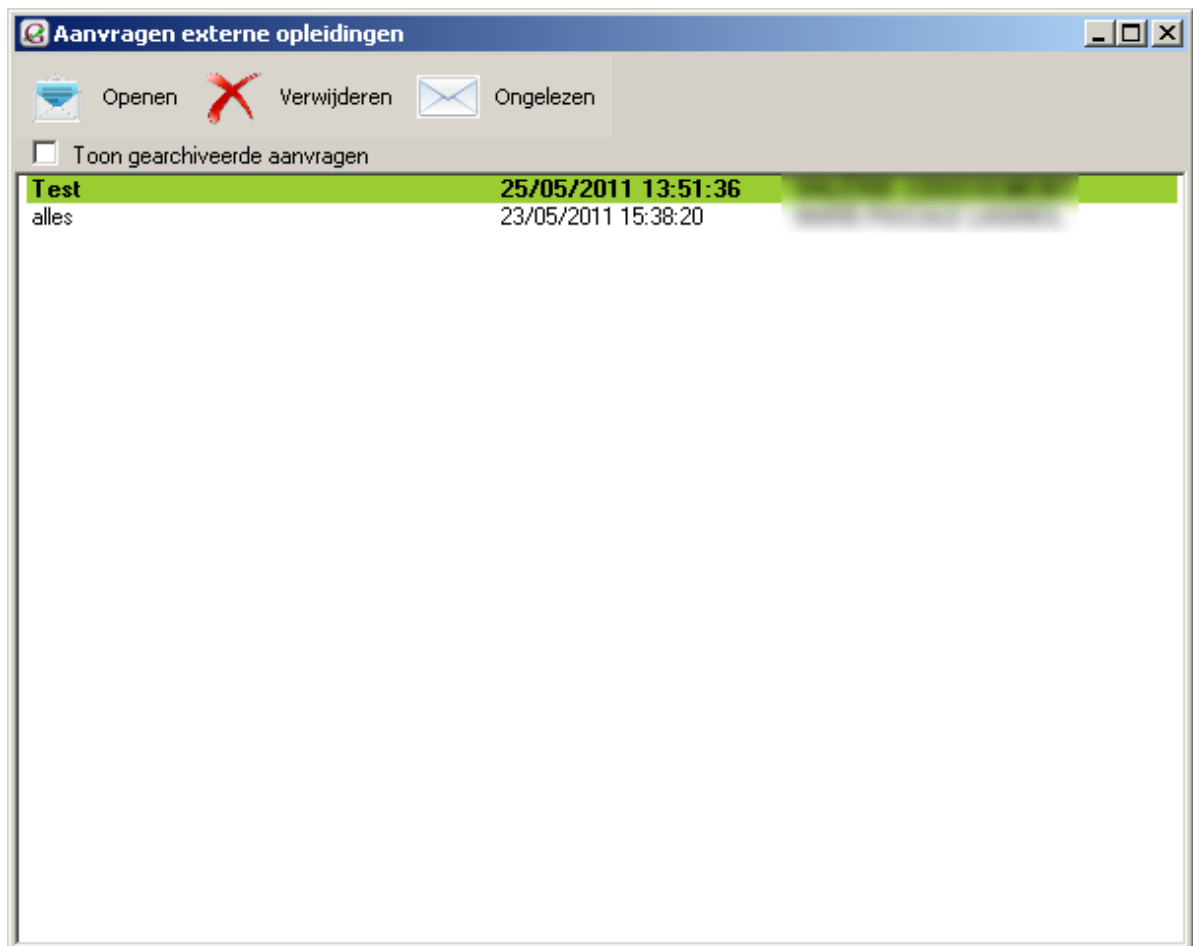 Aanvragen externe opleidingen
Openen Verwijderen Ongelezen
Toon gearchiveerde aanvragen
Test 25/05/2011 13:51:36
alles 23/05/2011 15:38:20